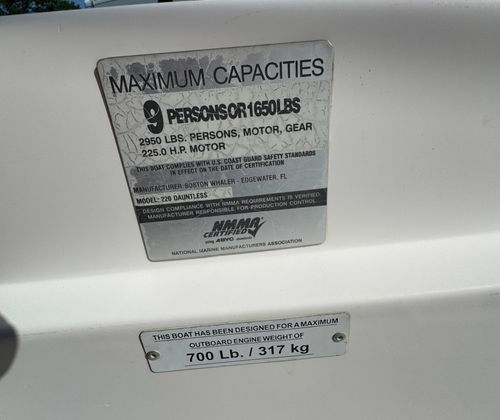 MAXIMUM CAPACITIES
9 PERSONS OR 1650 LBS
2950 LBS. PERSONS, MOTOR, GEAR
225.0 H.P. MOTOR
THIS BOAT COMPLIES WITH U.S. COAST GUARD SAFETY STANDARDS
IN EFFECT ON THE DATE OF CERTIFICATION
MANUFACTURER: BOSTON WHALER - EDGEWATER, FL
MODEL: 220 DAUNTLESS
DESIGN COMPLIANCE WITH NMMA REQUIREMENTS IS VERIFIED.
MANUFACTURER RESPONSIBLE FOR PRODUCTION CONTROL.
NMMA
CERTIFIED
using ABYC standards
NATIONAL MARINE MANUFACTURERS ASSOCIATION
THIS BOAT HAS BEEN DESIGNED FOR A MAXIMUM
OUTBOARD ENGINE WEIGHT OF
700 Lb. / 317 kg